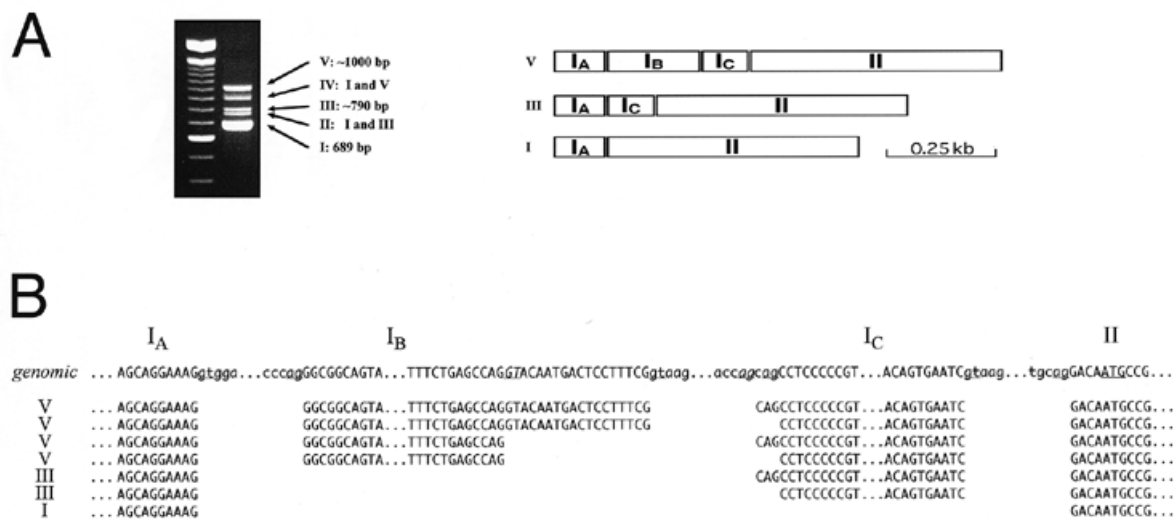 A
V: ~1000 bp
IV: I and V
III: ~790 bp
II: I and III
I: 689 bp
V IA IB IC II
III IA IC II
I IA II
0.25 kb
B
IA IB IC II
genomic ...AGCAGGAAAGgtgga...cccagGGCGGCAGTA...TTTCTGAGCCAGGTACAATGACTCCTTTCGgtaag...accagcagCCTCCCCCGT...ACAGTGAATCgtaag...tgcagGACAATGCCG...
V ...AGCAGGAAAG GGCGGCAGTA...TTTCTGAGCCAGGTACAATGACTCCTTTCG CAGCCTCCCCCGT...ACAGTGAATC GACAATGCCG...
V ...AGCAGGAAAG GGCGGCAGTA...TTTCTGAGCCAGGTACAATGACTCCTTTCG CCTCCCCCGT...ACAGTGAATC GACAATGCCG...
V ...AGCAGGAAAG GGCGGCAGTA...TTTCTGAGCCAG CAGCCTCCCCCGT...ACAGTGAATC GACAATGCCG...
V ...AGCAGGAAAG GGCGGCAGTA...TTTCTGAGCCAG CCTCCCCCGT...ACAGTGAATC GACAATGCCG...
III ...AGCAGGAAAG CAGCCTCCCCCGT...ACAGTGAATC GACAATGCCG...
III ...AGCAGGAAAG CCTCCCCCGT...ACAGTGAATC GACAATGCCG...
I ...AGCAGGAAAG GACAATGCCG...